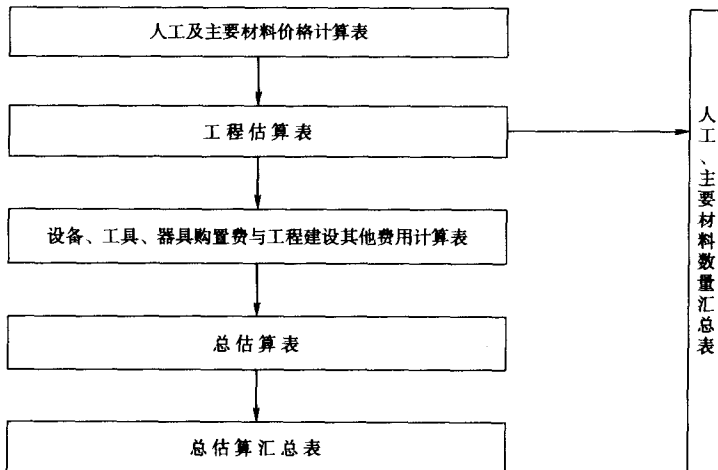 人工及主要材料价格计算表
工程估算表
设备、工具、器具购置费与工程建设其他费用计算表
总估算表
总估算汇总表
人工、主要材料数量汇总表